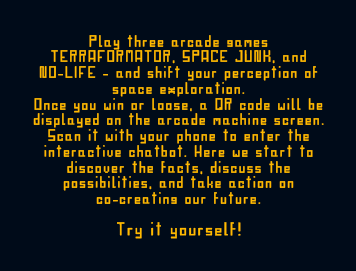 Play three arcade games
TERRAFORMATOR, SPACE JUNK, and
NO-LIFE - and shift your perception of
space exploration.
Once you win or loose, a QR code will be
displayed on the arcade machine screen.
Scan it with your phone to enter the
interactive chatbot. Here we start to
discover the facts, discuss the
possibilities, and take action on
co-creating our future.
Try it yourself!